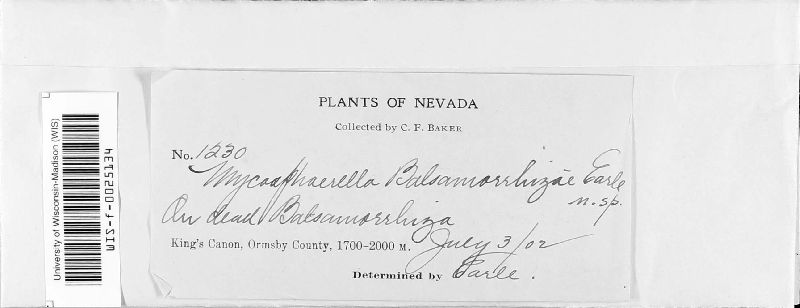 PLANTS OF NEVADA
Collected by C. F. BAKER
No. 1230
Mycosphaerella Balsamorrhizae Earle
n. sp.
On dead Balsamorrhiza
King's Canon, Ormsby County, 1700-2000 M. July 3/02
Determined by Earle.
University of Wisconsin-Madison (WIS)
WIS-f-0025134